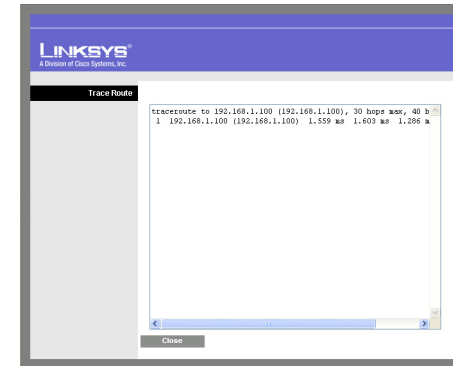 LINKSYS®
A Division of Cisco Systems, Inc.
Trace Route
traceroute to 192.168.1.100 (192.168.1.100), 30 hops max, 40 b
1 192.168.1.100 (192.168.1.100) 1.559 ms 1.603 ms 1.286 m
Close